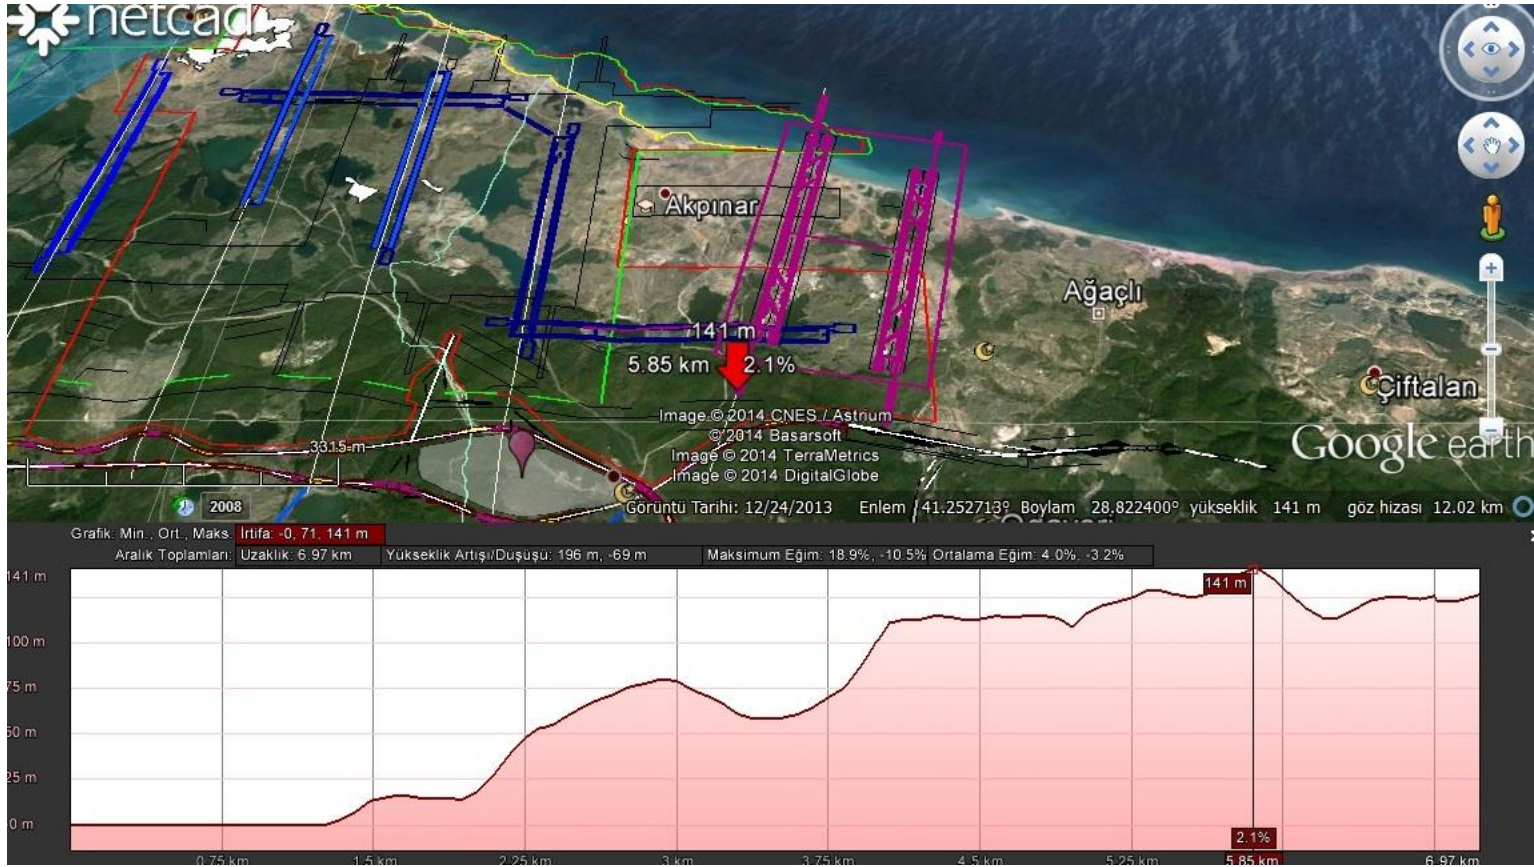 netcad
Akpınar
Ağaçlı
Çiftalan
141 m
5.85 km
2.1%
3315 m
Image © 2014 CNES / Astrium
© 2014 Basarsoft
Image © 2014 TerraMetrics
Image © 2014 DigitalGlobe
Google earth
2008
Görüntü Tarihi: 12/24/2013 Enlem 41.252713° Boylam 28.822400° yükseklik 141 m göz hizası 12.02 km
Grafik: Min., Ort., Maks. İrtifa: -0, 71, 141 m
Aralık Toplamları: Uzaklık: 6.97 km Yükseklik Artışı/Düşüşü: 196 m, -69 m Maksimum Eğim: 18.9%, -10.5% Ortalama Eğim: 4.0%, -3.2%
141 m
141 m
100 m
75 m
50 m
25 m
0 m
2.1%
0.75 km 1.5 km 2.25 km 3 km 3.75 km 4.5 km 5.25 km 5.85 km 6.97 km